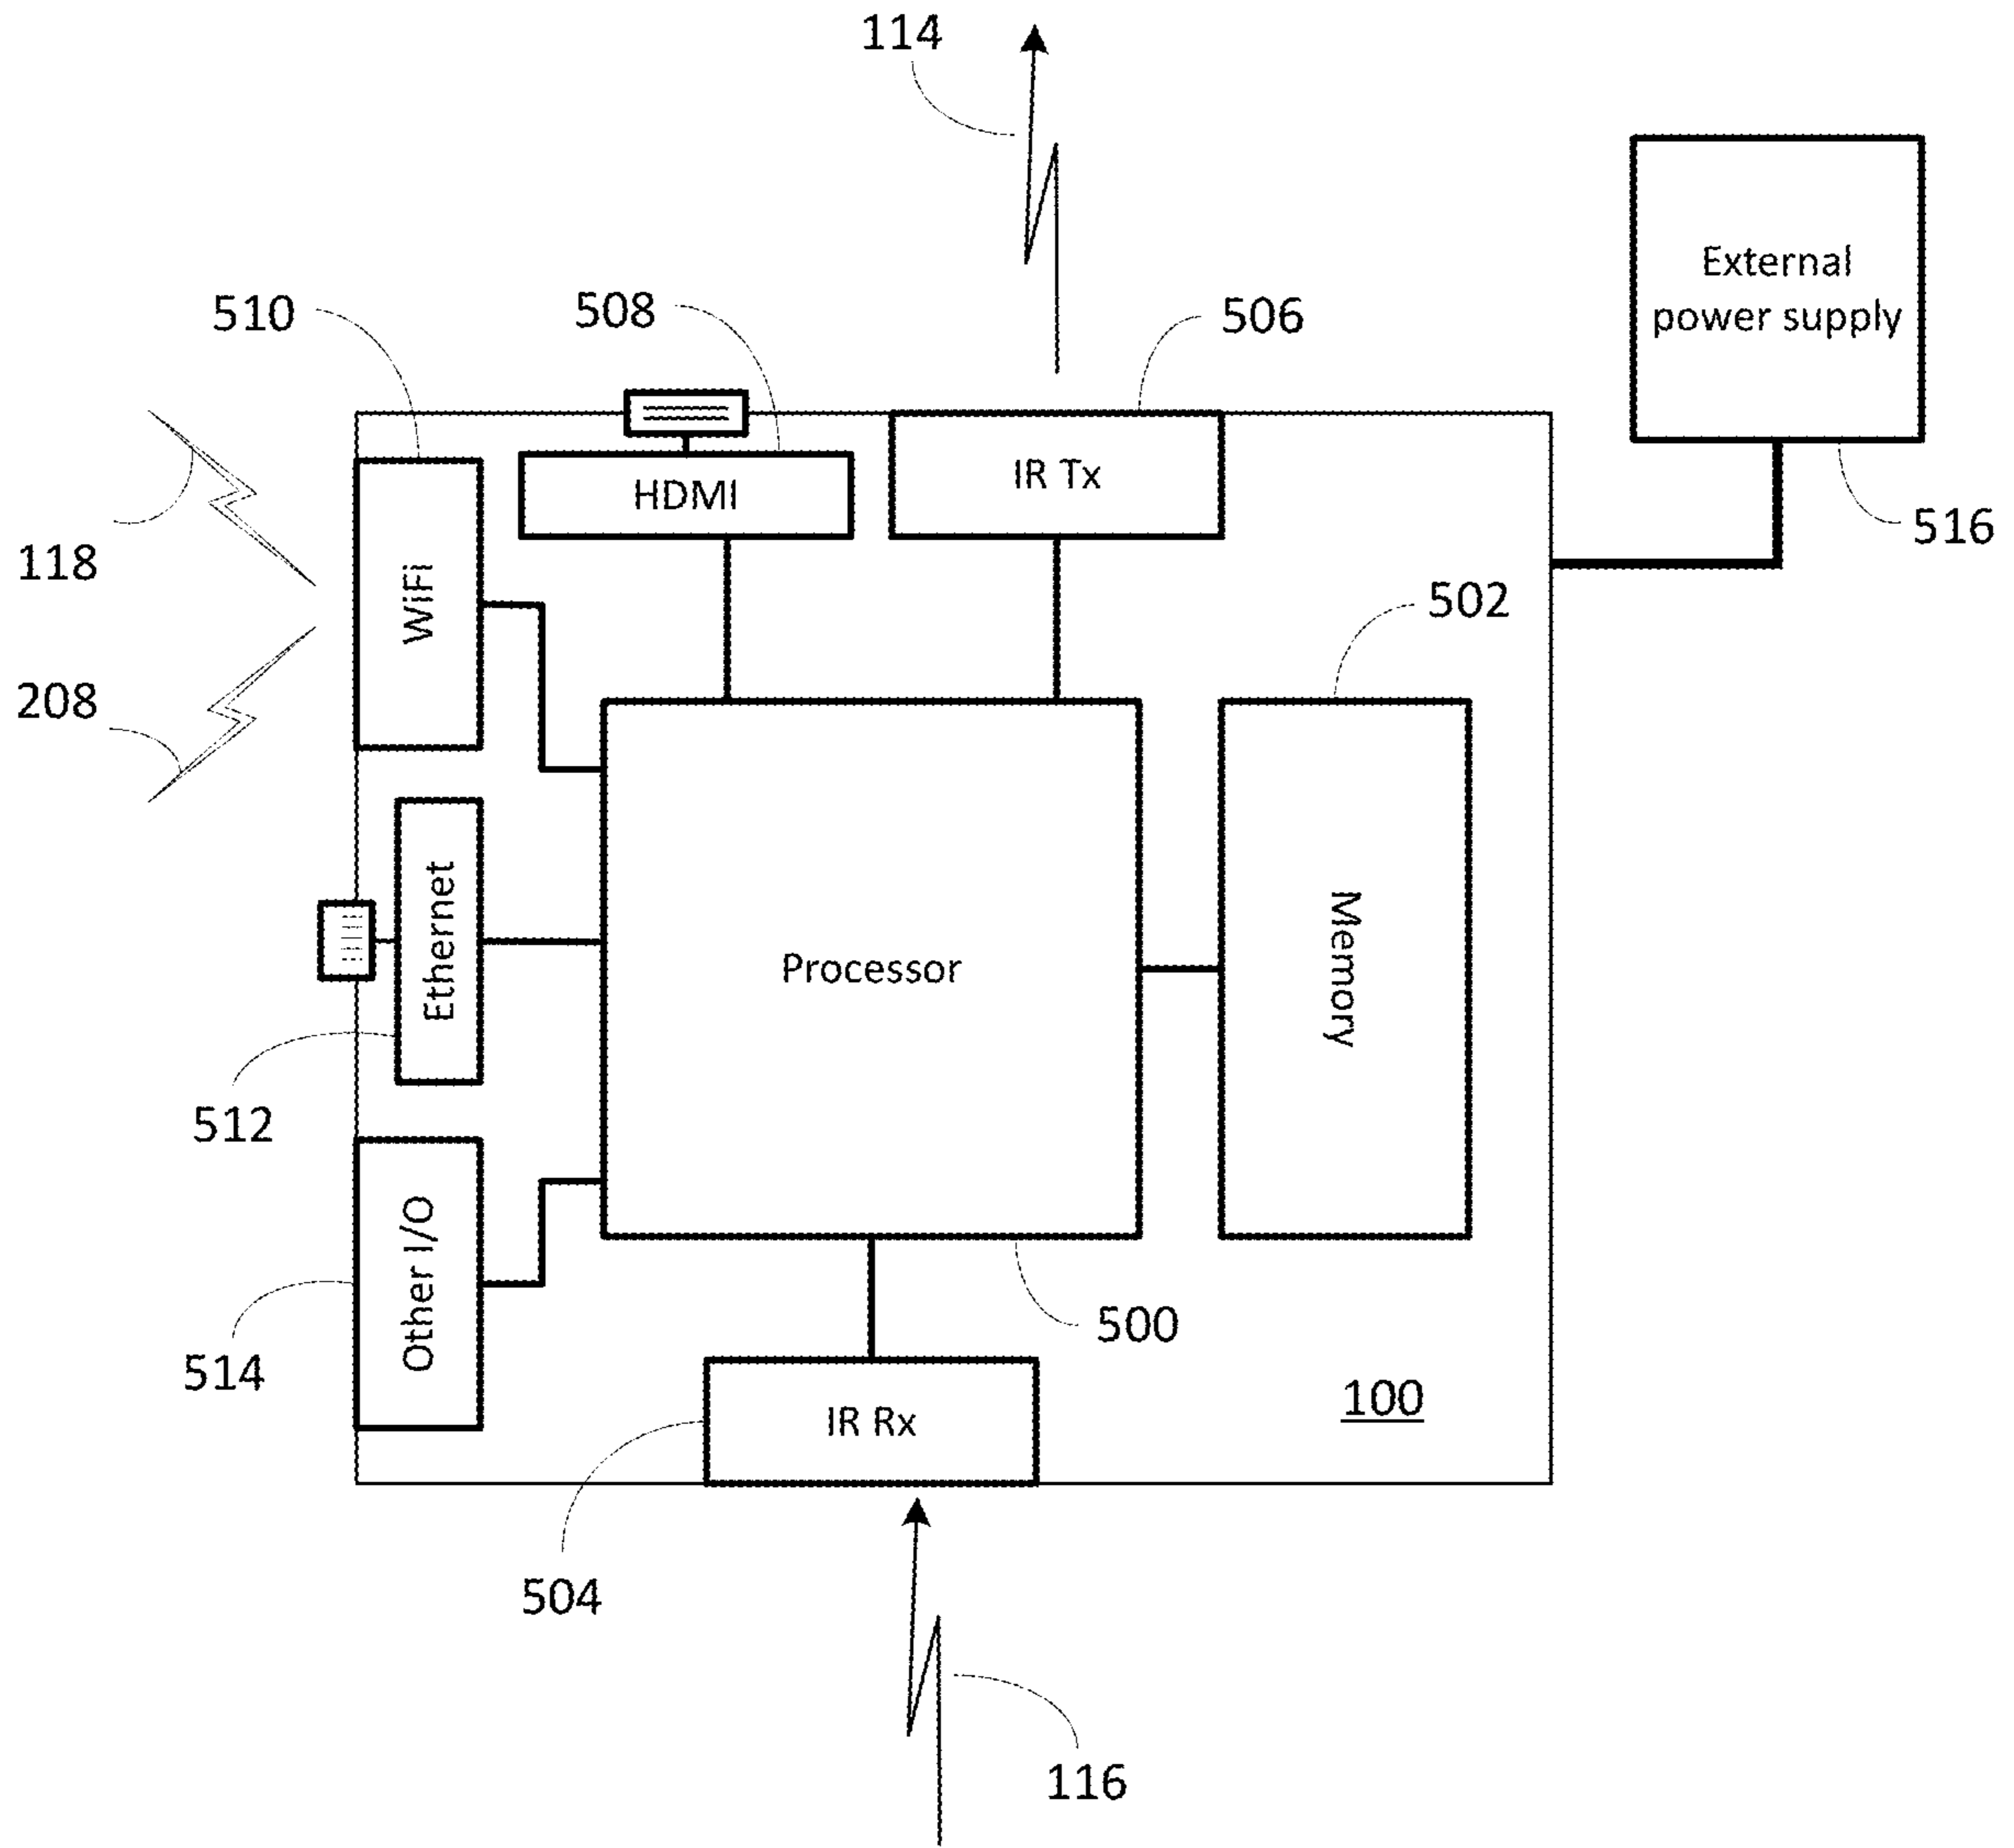 114
External
power supply
510
508
506
516
HDMI
IR Tx
118
WiFi
502
208
Ethernet
Processor
Memory
512
Other I/O
514
500
100
IR Rx
504
116